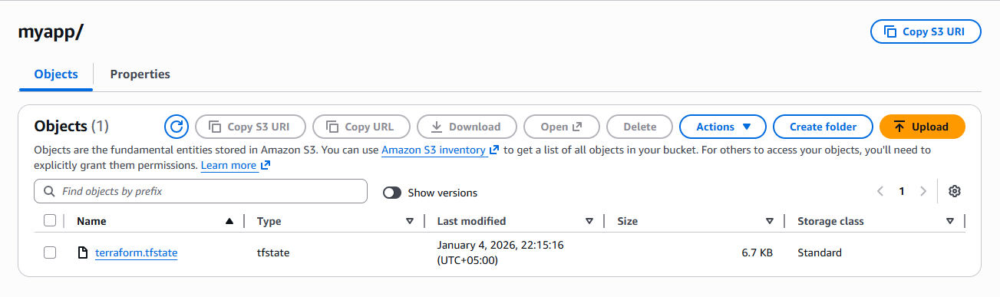 myapp/
Copy S3 URI
Objects
Properties
Objects (1)
Copy S3 URI
Copy URL
Download
Open
Delete
Actions
Create folder
Upload
Objects are the fundamental entities stored in Amazon S3. You can use Amazon S3 inventory to get a list of all objects in your bucket. For others to access your objects, you'll need to
explicitly grant them permissions. Learn more
Find objects by prefix
Show versions
1
Name
Type
Last modified
Size
Storage class
terraform.tfstate
tfstate
January 4, 2026, 22:15:16
(UTC+05:00)
6.7 KB
Standard